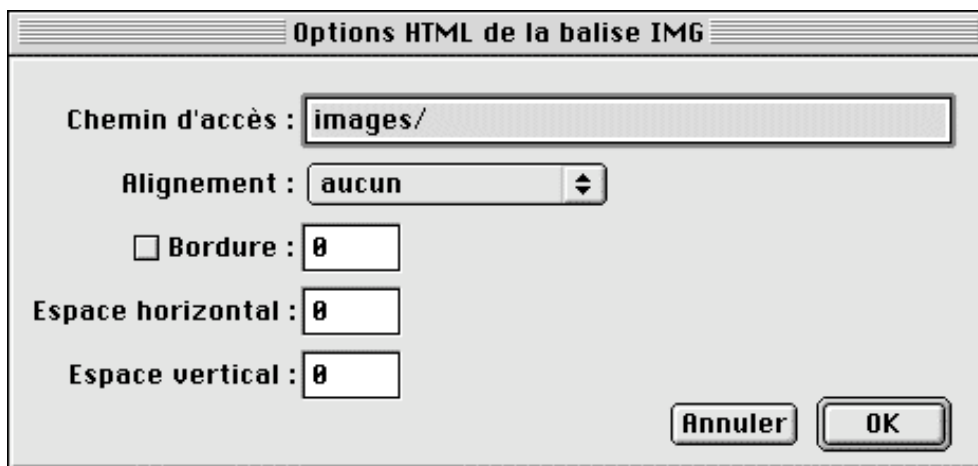 Options HTML de la balise IMG
Chemin d'accès : images/
Alignement : aucun
Bordure : 0
Espace horizontal : 0
Espace vertical : 0
Annuler OK